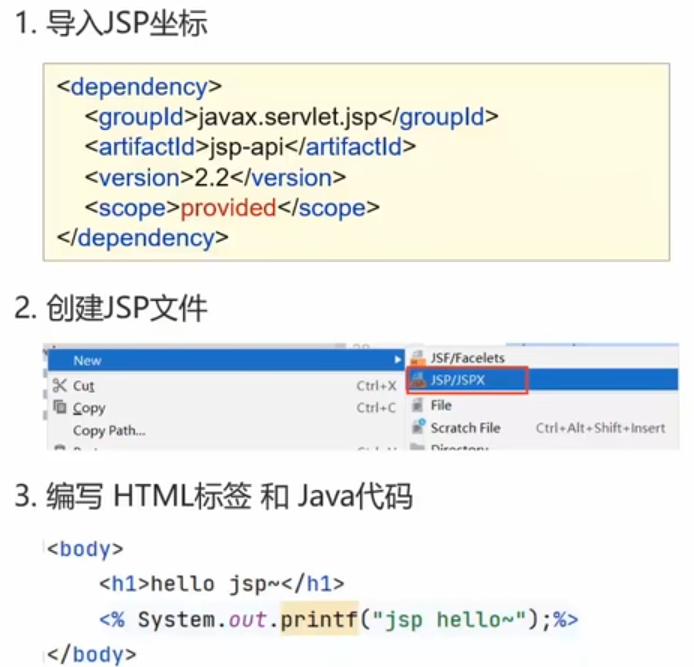 1. 导入JSP坐标
<dependency>
<groupId>javax.servlet.jsp</groupId>
<artifactId>jsp-api</artifactId>
<version>2.2</version>
<scope>provided</scope>
</dependency>
2. 创建JSP文件
New
JSF/Facelets
JSP/JSPX
Cut Ctrl+X
File
Copy Ctrl+C
Scratch File Ctrl+Alt+Shift+Insert
Copy Path...
Directory
3. 编写 HTML标签 和 Java代码
<body>
<h1>hello jsp~</h1>
<% System.out.printf("jsp hello~");%>
</body>